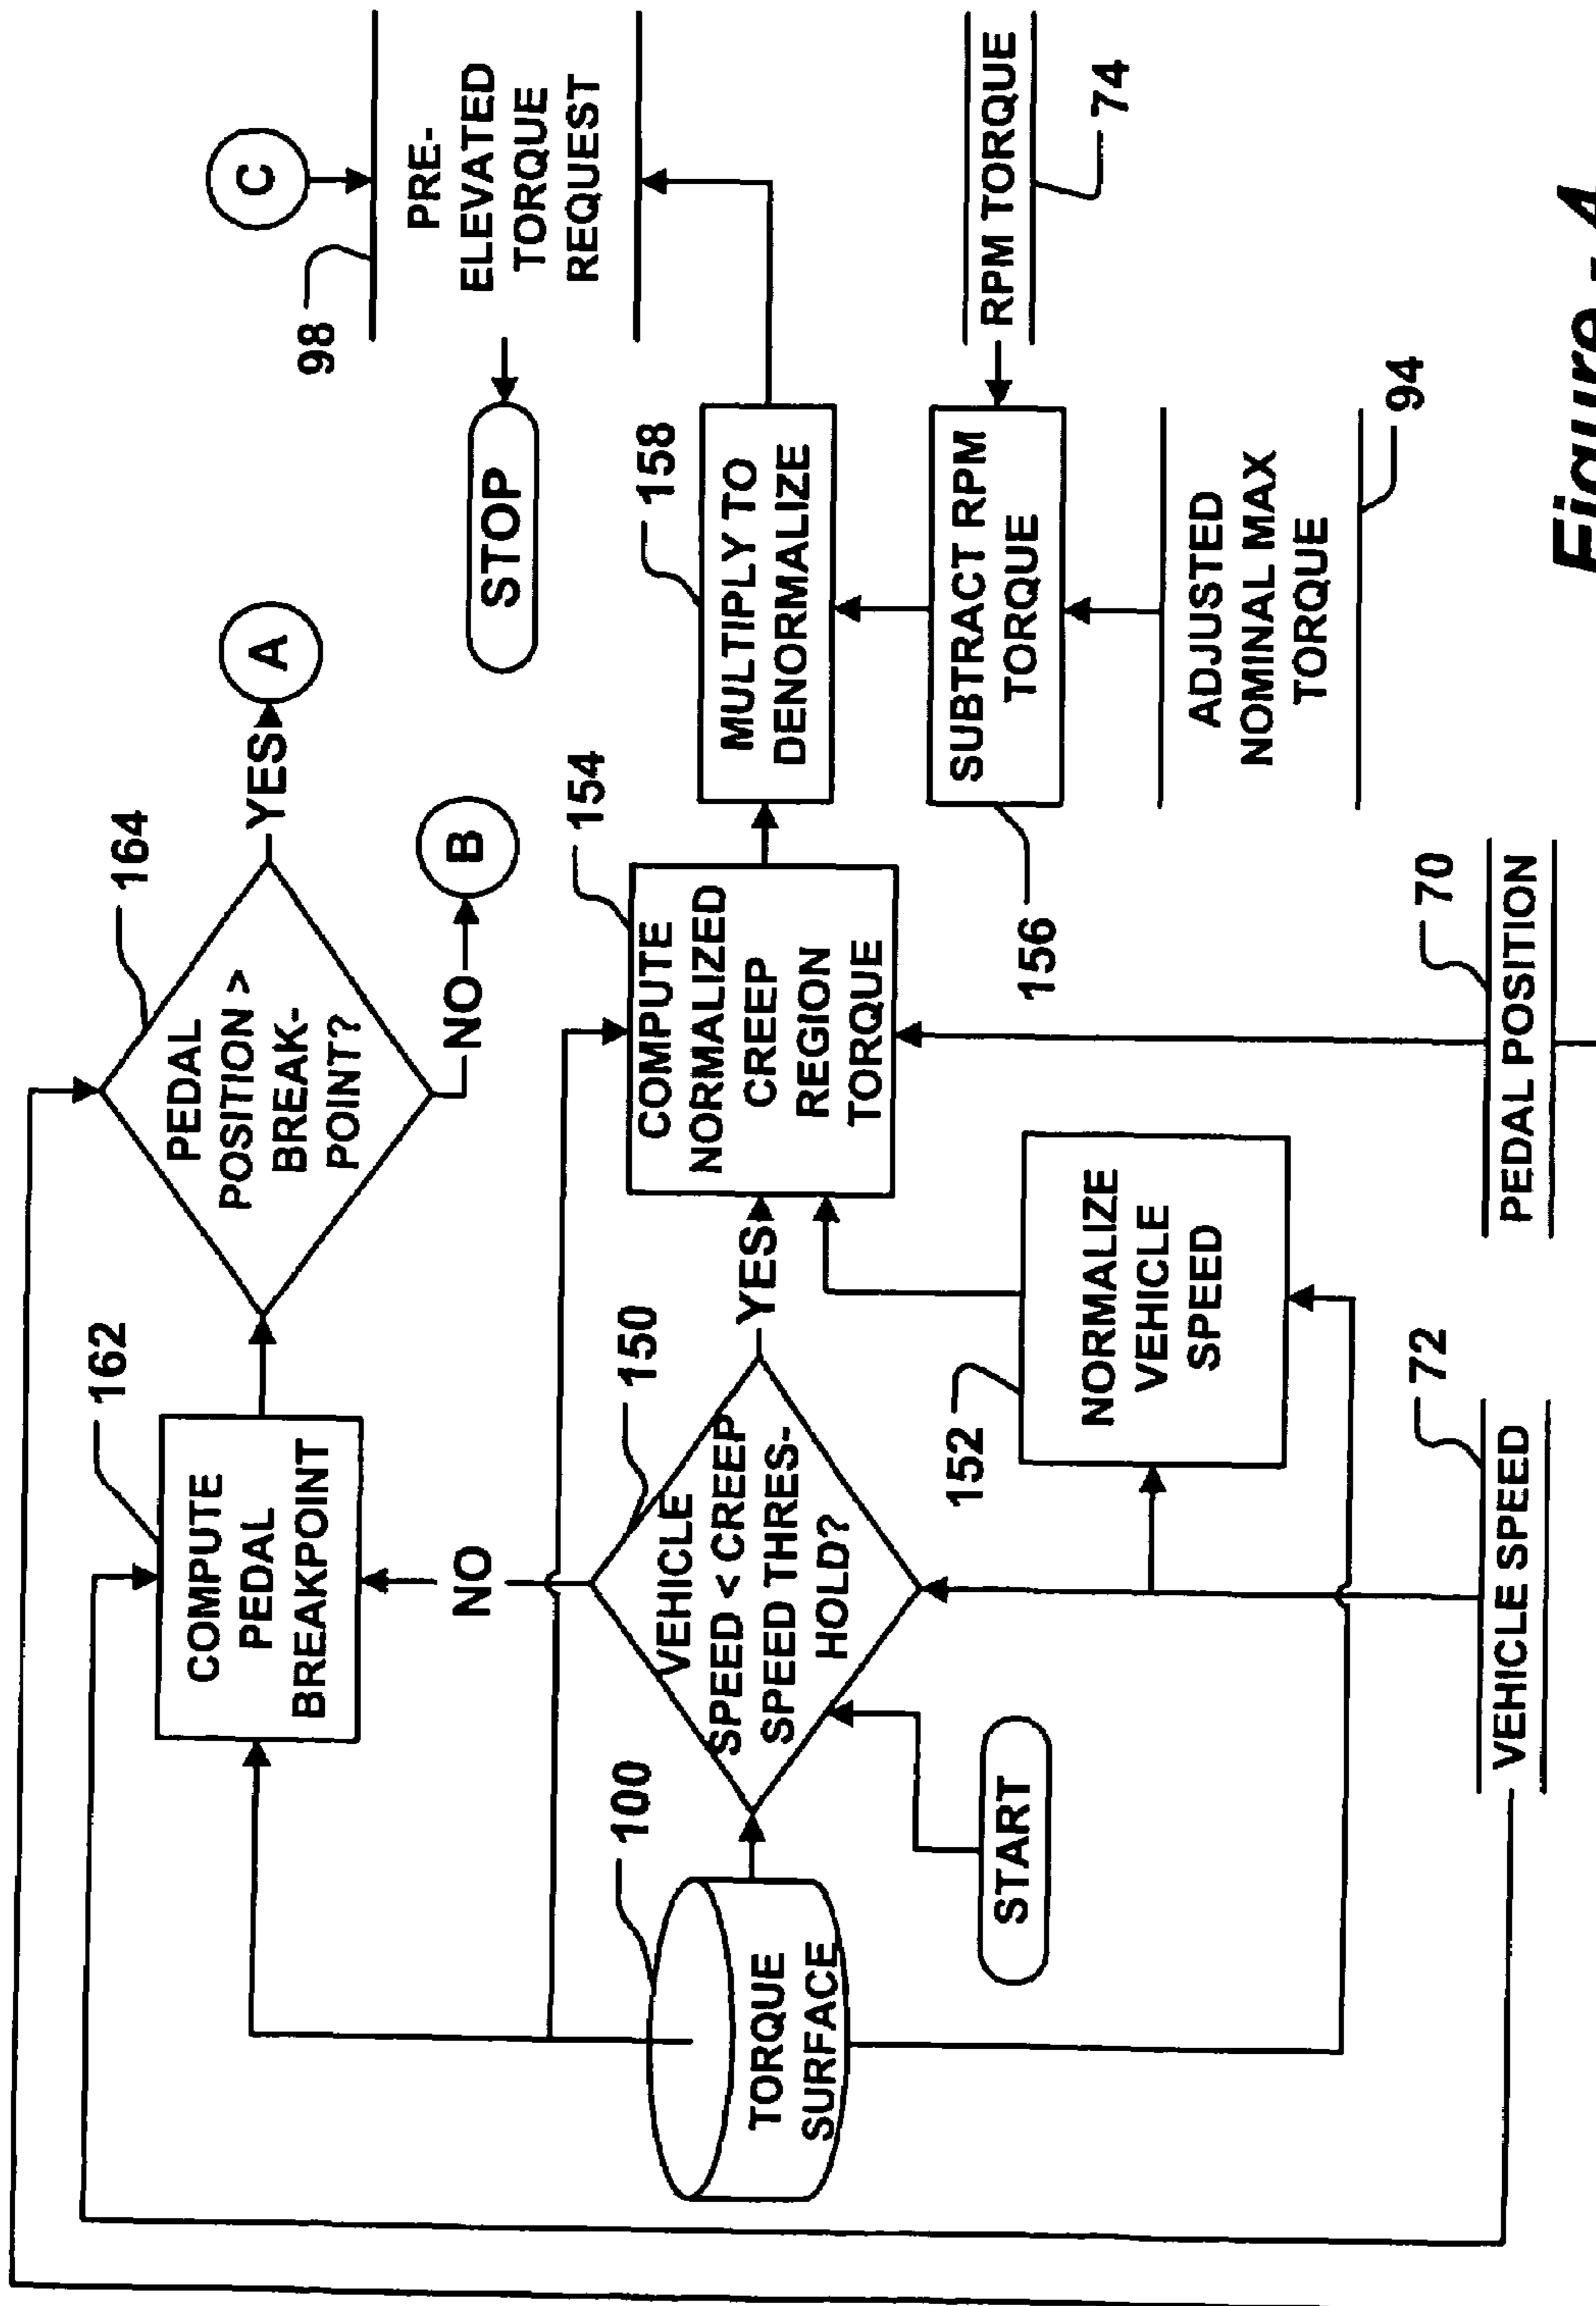 162
COMPUTE
PEDAL
BREAKPOINT
164
PEDAL
POSITION >
BREAK-
POINT?
YES
A
NO
B
C
98
PRE-
ELEVATED
TORQUE
REQUEST
STOP
100
TORQUE
SURFACE
START
NO
150
VEHICLE
SPEED < CREEP
SPEED THRES-
HOLD?
YES
154
COMPUTE
NORMALIZED
CREEP
REGION
TORQUE
158
MULTIPLY TO
DENORMALIZE
152
NORMALIZE
VEHICLE
SPEED
156
SUBTRACT RPM
TORQUE
RPM TORQUE
74
ADJUSTED
NOMINAL MAX
TORQUE
94
72
VEHICLE SPEED
70
PEDAL POSITION
Figure - 4